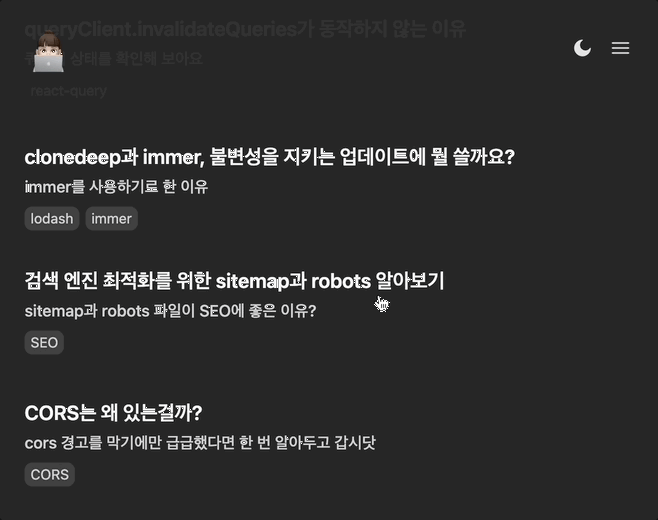 queryClient.invalidateQueries가 동작하지 않는 이유
상태를 확인해 보아요
react-query
clonedeep과 immer, 불변성을 지키는 업데이트에 뭘 쓸까요?
immer를 사용하기로 한 이유
lodash immer
검색 엔진 최적화를 위한 sitemap과 robots 알아보기
sitemap과 robots 파일이 SEO에 좋은 이유?
SEO
CORS는 왜 있는걸까?
cors 경고를 막기에만 급급했다면 한 번 알아두고 갑시닷
CORS